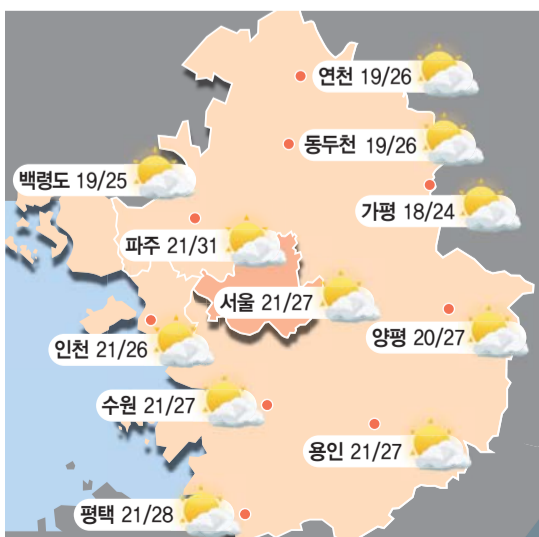 연천 19/26
동두천 19/26
백령도 19/25
가평 18/24
파주 21/31
서울 21/27
양평 20/27
인천 21/26
수원 21/27
용인 21/27
평택 21/28